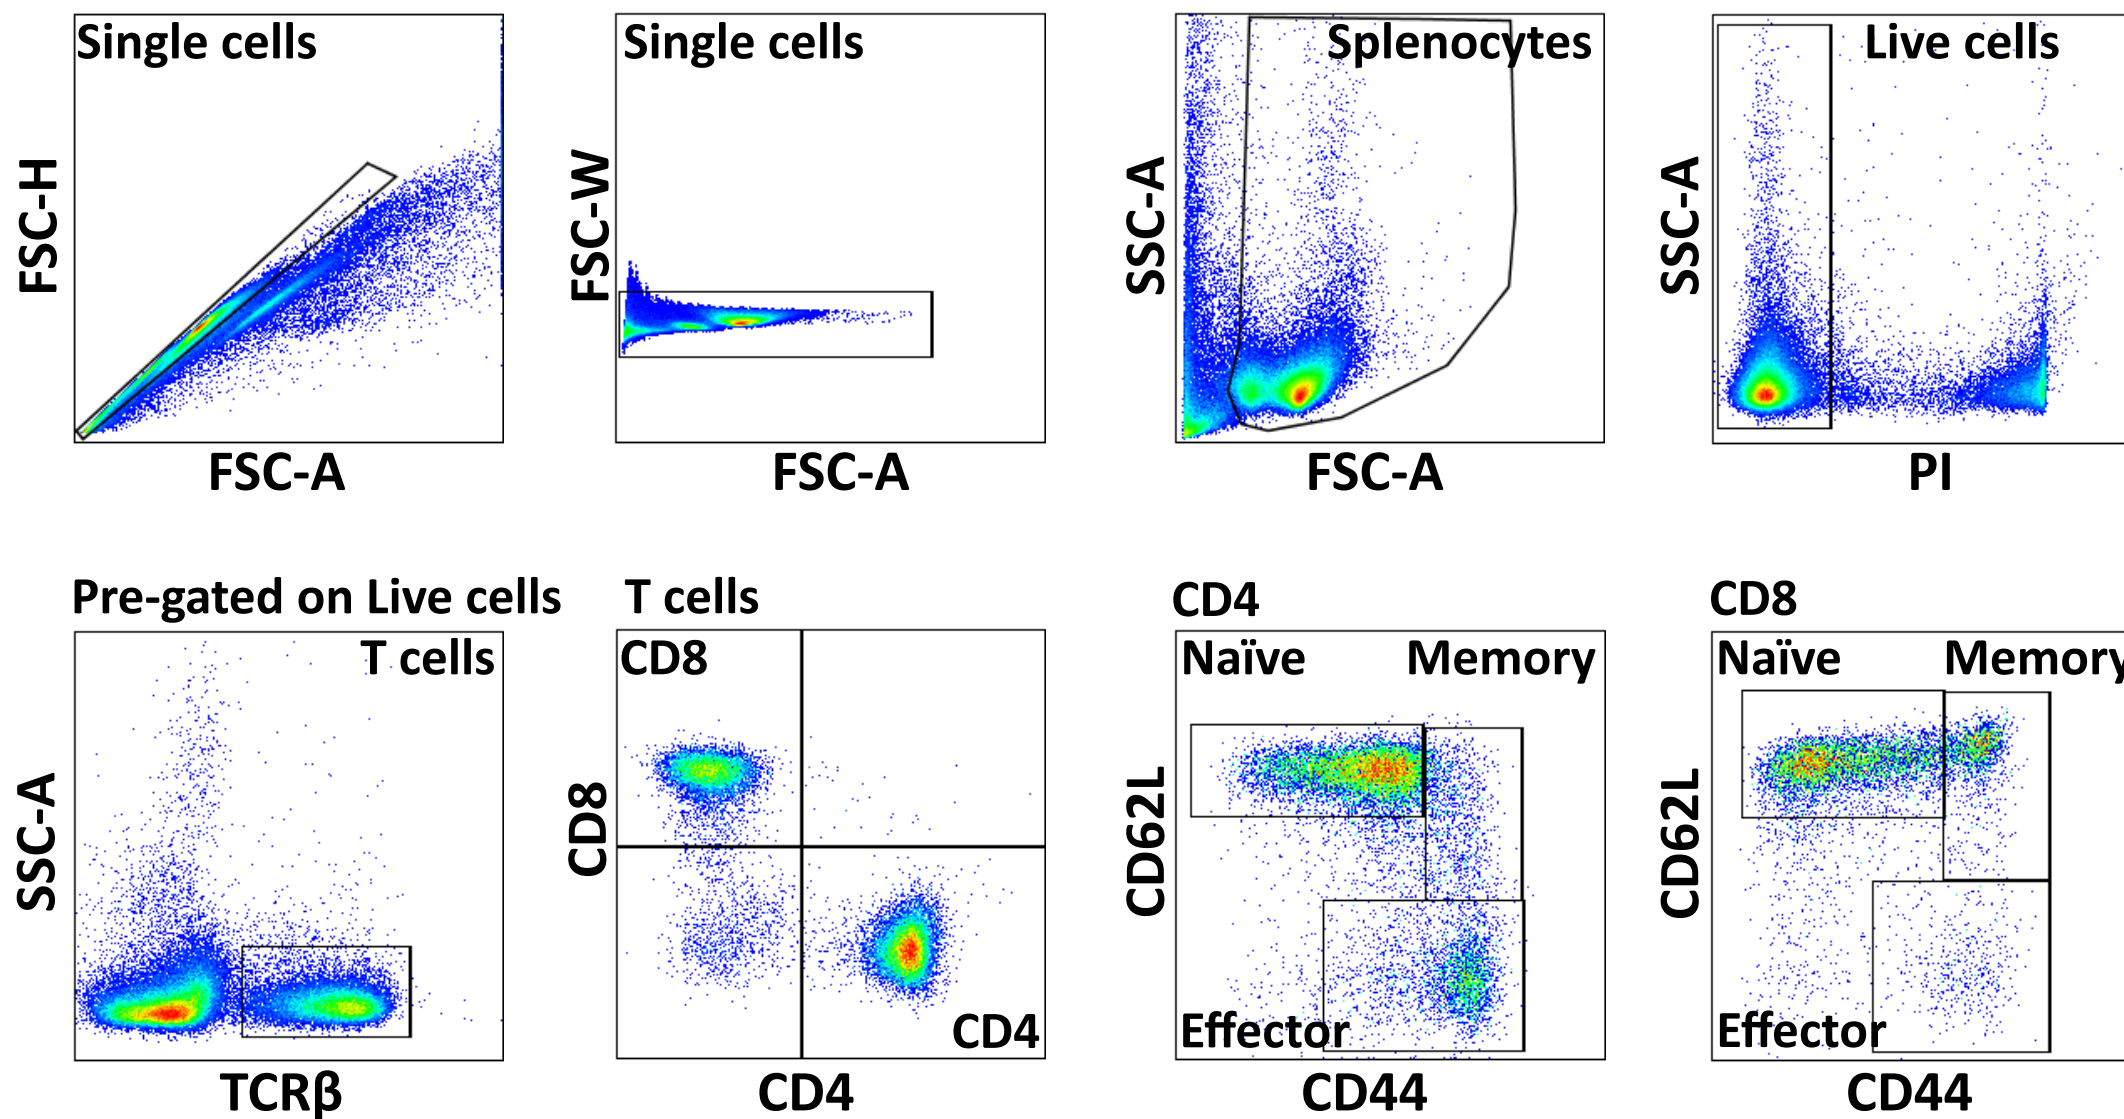 Single cells
FSC-H
FSC-A
Single cells
FSC-W
FSC-A
Splenocytes
SSC-A
FSC-A
Live cells
SSC-A
PI
Pre-gated on Live cells
T cells
SSC-A
TCRβ
T cells
CD8
CD8
CD4
CD4
CD4
Naïve Memory
CD62L
Effector
CD44
CD8
Naïve Memory
CD62L
Effector
CD44